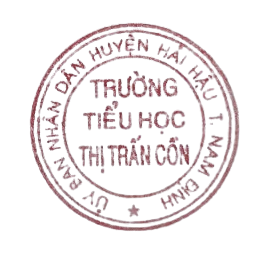 ỦY BAN NHÂN DÂN HUYỆN HẢI HẬU T. NAM ĐỊNH
TRƯỜNG
TIỂU HỌC
THỊ TRẤN CỒN